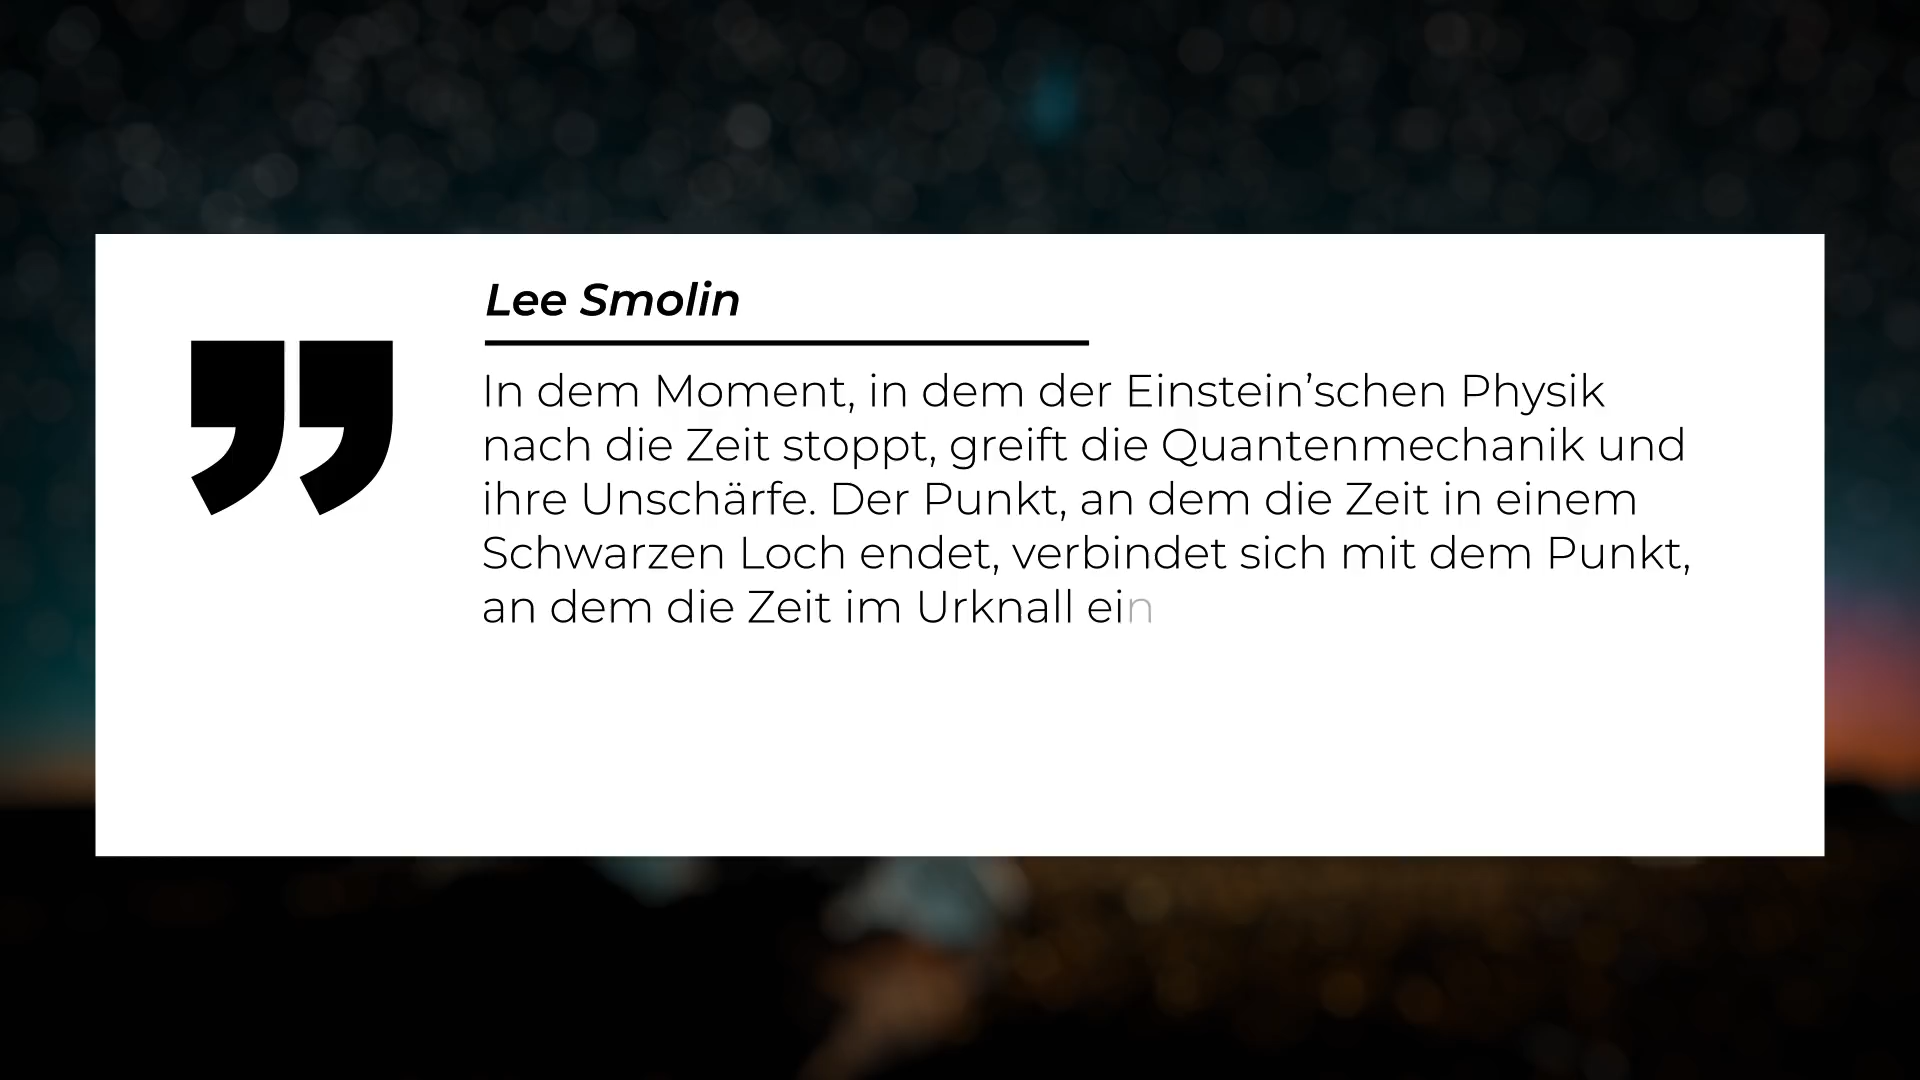 Lee Smolin
”
In dem Moment, in dem der Einstein’schen Physik
nach die Zeit stoppt, greift die Quantenmechanik und
ihre Unschärfe. Der Punkt, an dem die Zeit in einem
Schwarzen Loch endet, verbindet sich mit dem Punkt,
an dem die Zeit im Urknall ein